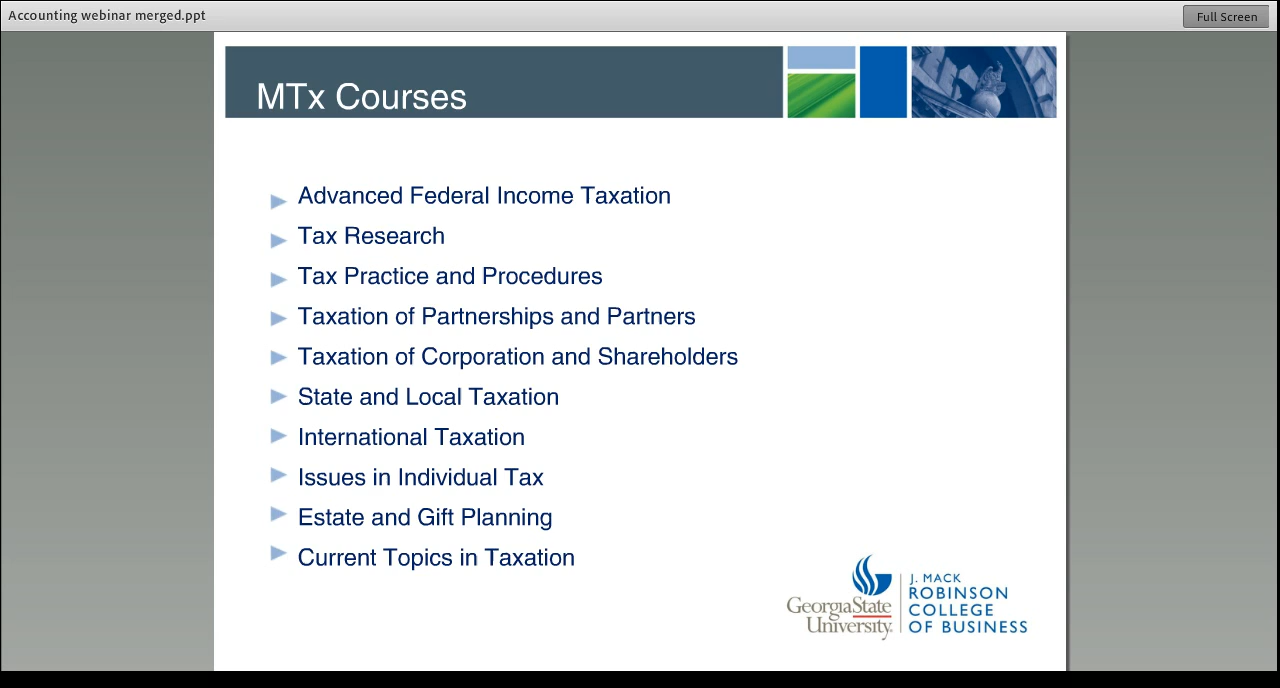 Accounting webinar merged.ppt
Full Screen
MTx Courses
Advanced Federal Income Taxation
Tax Research
Tax Practice and Procedures
Taxation of Partnerships and Partners
Taxation of Corporation and Shareholders
State and Local Taxation
International Taxation
Issues in Individual Tax
Estate and Gift Planning
Current Topics in Taxation
GeorgiaState
University.
J. MACK
ROBINSON
COLLEGE
OF BUSINESS